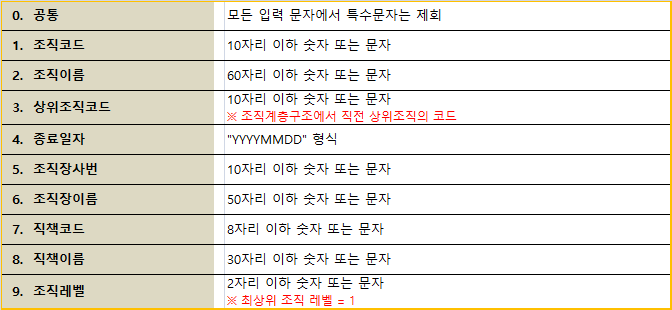 0. 공통 모든 입력 문자에서 특수문자는 제회
1. 조직코드 10자리 이하 숫자 또는 문자
2. 조직이름 60자리 이하 숫자 또는 문자
3. 상위조직코드 10자리 이하 숫자 또는 문자
※ 조직계층구조에서 직전 상위조직의 코드
4. 종료일자 "YYYYMMDD" 형식
5. 조직장사번 10자리 이하 숫자 또는 문자
6. 조직장이름 50자리 이하 숫자 또는 문자
7. 직책코드 8자리 이하 숫자 또는 문자
8. 직책이름 30자리 이하 숫자 또는 문자
9. 조직레벨 2자리 이하 숫자 또는 문자
※ 최상위 조직 레벨 = 1